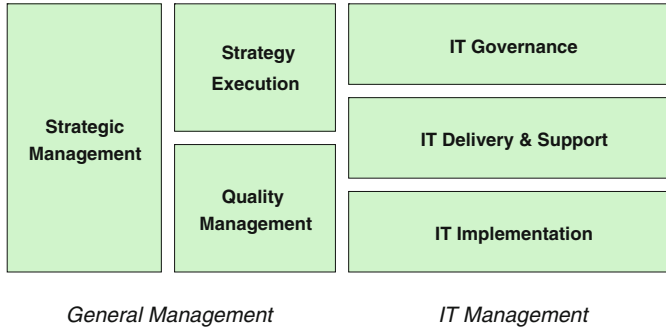 Strategic
Management
Strategy
Execution
Quality
Management
IT Governance
IT Delivery & Support
IT Implementation
General Management
IT Management